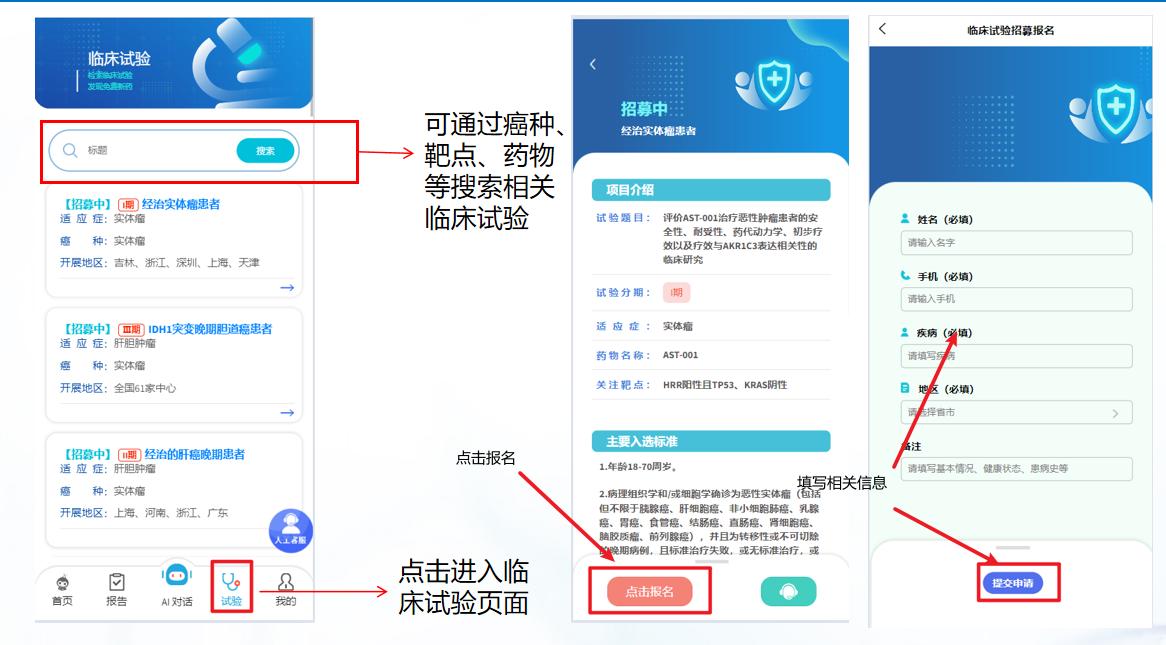 临床试验
检索临床试验
发现免费新药
标题
搜索
【招募中】 I期 经治实体瘤患者
适 应 症： 实体瘤
癌 种： 实体瘤
开展地区： 吉林、浙江、深圳、上海、天津
【招募中】 III期 IDH1突变晚期胆道癌患者
适 应 症： 肝胆肿瘤
癌 种： 实体瘤
开展地区： 全国61家中心
【招募中】 II期 经治的肝癌晚期患者
适 应 症： 肝胆肿瘤
癌 种： 实体瘤
开展地区： 上海、河南、浙江、广东
人工客服
首页
报告
AI 对话
试验
我的
可通过癌种、
靶点、药物
等搜索相关
临床试验
点击进入临
床试验页面
招募中
经治实体瘤患者
项目介绍
试验题目： 评价AST-001治疗恶性肿瘤患者的安
全性、耐受性、药代动力学、初步疗
效以及疗效与AKR1C3表达相关性的
临床研究
试验分期： I期
适 应 症 ： 实体瘤
药物名称： AST-001
关注靶点： HRR阳性且TP53、KRAS阴性
主要入选标准
1.年龄18-70周岁。
2.病理组织学和/或细胞学确诊为恶性实体瘤（包括
但不限于胰腺癌、肝细胞癌、非小细胞肺癌、乳腺
癌、胃癌、食管癌、结肠癌、直肠癌、肾细胞癌、
脑胶质瘤、前列腺癌），并且为转移性或不可切除
的晚期病例，且标准治疗失败，或无标准治疗，或
点击报名
点击报名
临床试验招募报名
姓名（必填）
请输入名字
手机（必填）
请输入手机
疾病（必填）
请填写疾病
地区（必填）
请选择省市
备注
请填写基本情况、健康状态、患病史等
填写相关信息
提交申请